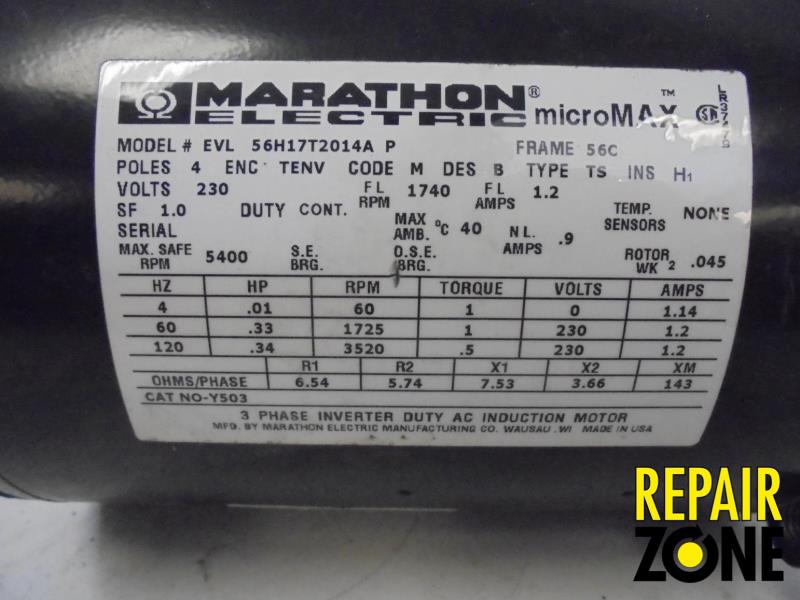 MARATHON® ELECTRIC microMAX™
MODEL # EVL 56H17T2014A P FRAME 56C
POLES 4 ENC TENV CODE M DES B TYPE TS INS H1
VOLTS 230 FL RPM 1740 FL AMPS 1.2
SF 1.0 DUTY CONT. MAX AMB. °C 40 NL. AMPS .9 TEMP. SENSORS NONE
SERIAL
MAX. SAFE RPM 5400 S.E. BRG. O.S.E. BRG. ROTOR WK 2 .045
HZ HP RPM TORQUE VOLTS AMPS
4 .01 60 1 0 1.14
60 .33 1725 1 230 1.2
120 .34 3520 .5 230 1.2
R1 R2 X1 X2 XM
OHMS/PHASE 6.54 5.74 7.53 3.66 143
CAT NO-Y503
3 PHASE INVERTER DUTY AC INDUCTION MOTOR
MFD. BY MARATHON ELECTRIC MANUFACTURING CO. WAUSAU .WI MADE IN USA
REPAIR
ZONE